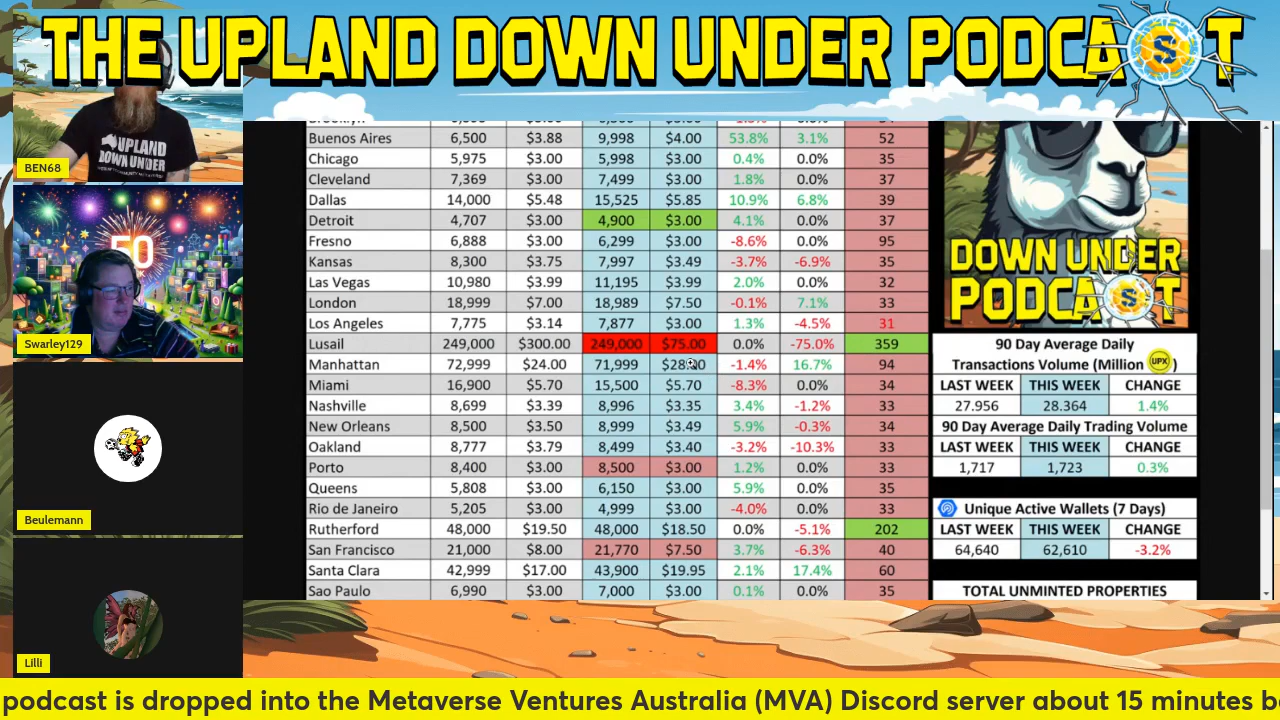 THE UPLAND DOWN UNDER PODCAST
UPLAND
DOWN UNDER
BEN68
50
Swarley129
Beulemann
Lilli
Buenos Aires 6,500 $3.88 9,998 $4.00 53.8% 3.1% 52
Chicago 5,975 $3.00 5,998 $3.00 0.4% 0.0% 35
Cleveland 7,369 $3.00 7,499 $3.00 1.8% 0.0% 37
Dallas 14,000 $5.48 15,525 $5.85 10.9% 6.8% 39
Detroit 4,707 $3.00 4,900 $3.00 4.1% 0.0% 37
Fresno 6,888 $3.00 6,299 $3.00 -8.6% 0.0% 95
Kansas 8,300 $3.75 7,997 $3.49 -3.7% -6.9% 35
Las Vegas 10,980 $3.99 11,195 $3.99 2.0% 0.0% 32
London 18,999 $7.00 18,989 $7.50 -0.1% 7.1% 33
Los Angeles 7,775 $3.14 7,877 $3.00 1.3% -4.5% 31
Lusail 249,000 $300.00 249,000 $75.00 0.0% -75.0% 359
Manhattan 72,999 $24.00 71,999 $28.00 -1.4% 16.7% 94
Miami 16,900 $5.70 15,500 $5.70 -8.3% 0.0% 34
Nashville 8,699 $3.39 8,996 $3.35 3.4% -1.2% 33
New Orleans 8,500 $3.50 8,999 $3.49 5.9% -0.3% 34
Oakland 8,777 $3.79 8,499 $3.40 -3.2% -10.3% 33
Porto 8,400 $3.00 8,500 $3.00 1.2% 0.0% 33
Queens 5,808 $3.00 6,150 $3.00 5.9% 0.0% 35
Rio de Janeiro 5,205 $3.00 4,999 $3.00 -4.0% 0.0% 33
Rutherford 48,000 $19.50 48,000 $18.50 0.0% -5.1% 202
San Francisco 21,000 $8.00 21,770 $7.50 3.7% -6.3% 40
Santa Clara 42,999 $17.00 43,900 $19.95 2.1% 17.4% 60
Sao Paulo 6,990 $3.00 7,000 $3.00 0.1% 0.0% 35
DOWN UNDER
PODCAST
90 Day Average Daily
Transactions Volume (Million UPX)
LAST WEEK THIS WEEK CHANGE
27.956 28.364 1.4%
90 Day Average Daily Trading Volume
LAST WEEK THIS WEEK CHANGE
1,717 1,723 0.3%
Unique Active Wallets (7 Days)
LAST WEEK THIS WEEK CHANGE
64,640 62,610 -3.2%
TOTAL UNMINTED PROPERTIES
podcast is dropped into the Metaverse Ventures Australia (MVA) Discord server about 15 minutes b